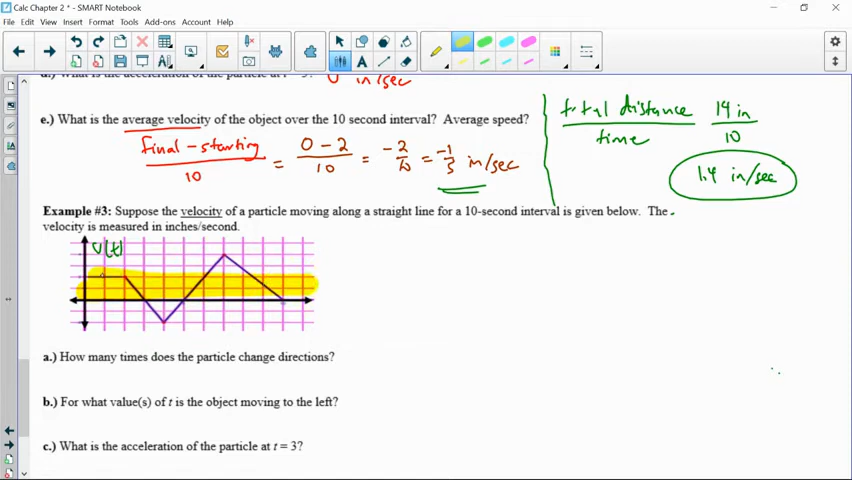 Calc Chapter 2 * - SMART Notebook
File Edit View Insert Format Tools Add-ons Account Help
in/sec
e.) What is the average velocity of the object over the 10 second interval? Average speed?
final - starting
10
= 0 - 2
10
= -2
10
= -1
5 in/sec
total distance
time
14 in
10
1.4 in/sec
Example #3: Suppose the velocity of a particle moving along a straight line for a 10-second interval is given below. The
velocity is measured in inches/second.
v(t)
a.) How many times does the particle change directions?
b.) For what value(s) of t is the object moving to the left?
c.) What is the acceleration of the particle at t = 3?